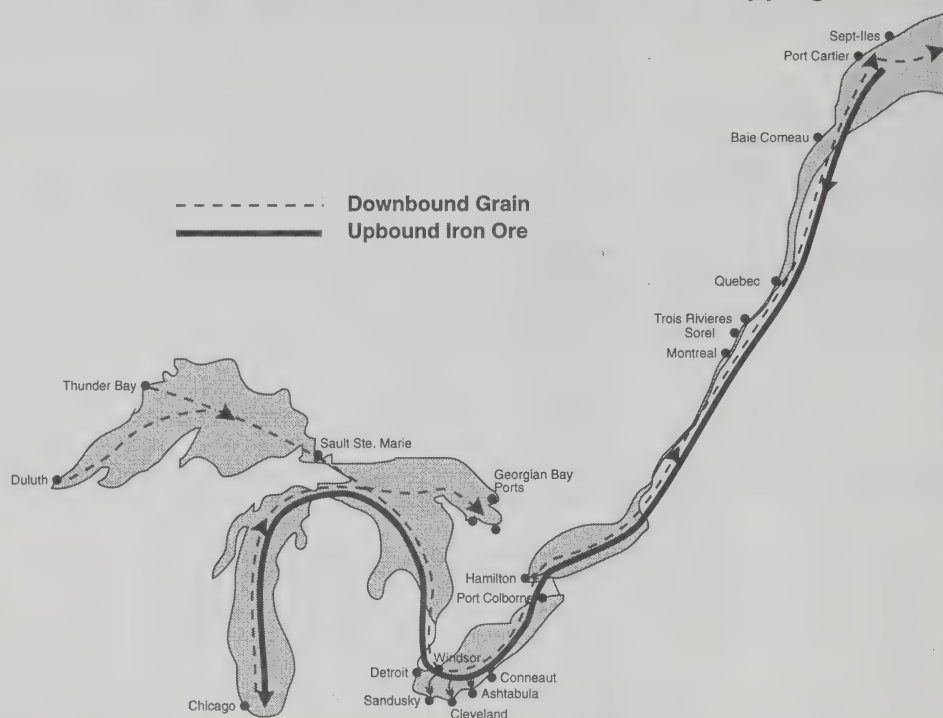 Sept-Iles
Port Cartier
Baie Comeau
Downbound Grain
Upbound Iron Ore
Quebec
Trois Rivieres
Sorel
Montreal
Thunder Bay
Sault Ste. Marie
Duluth
Georgian Bay
Ports
Hamilton
Port Colborne
Windsor
Detroit
Conneaut
Sandusky
Ashtabula
Chicago
Cleveland